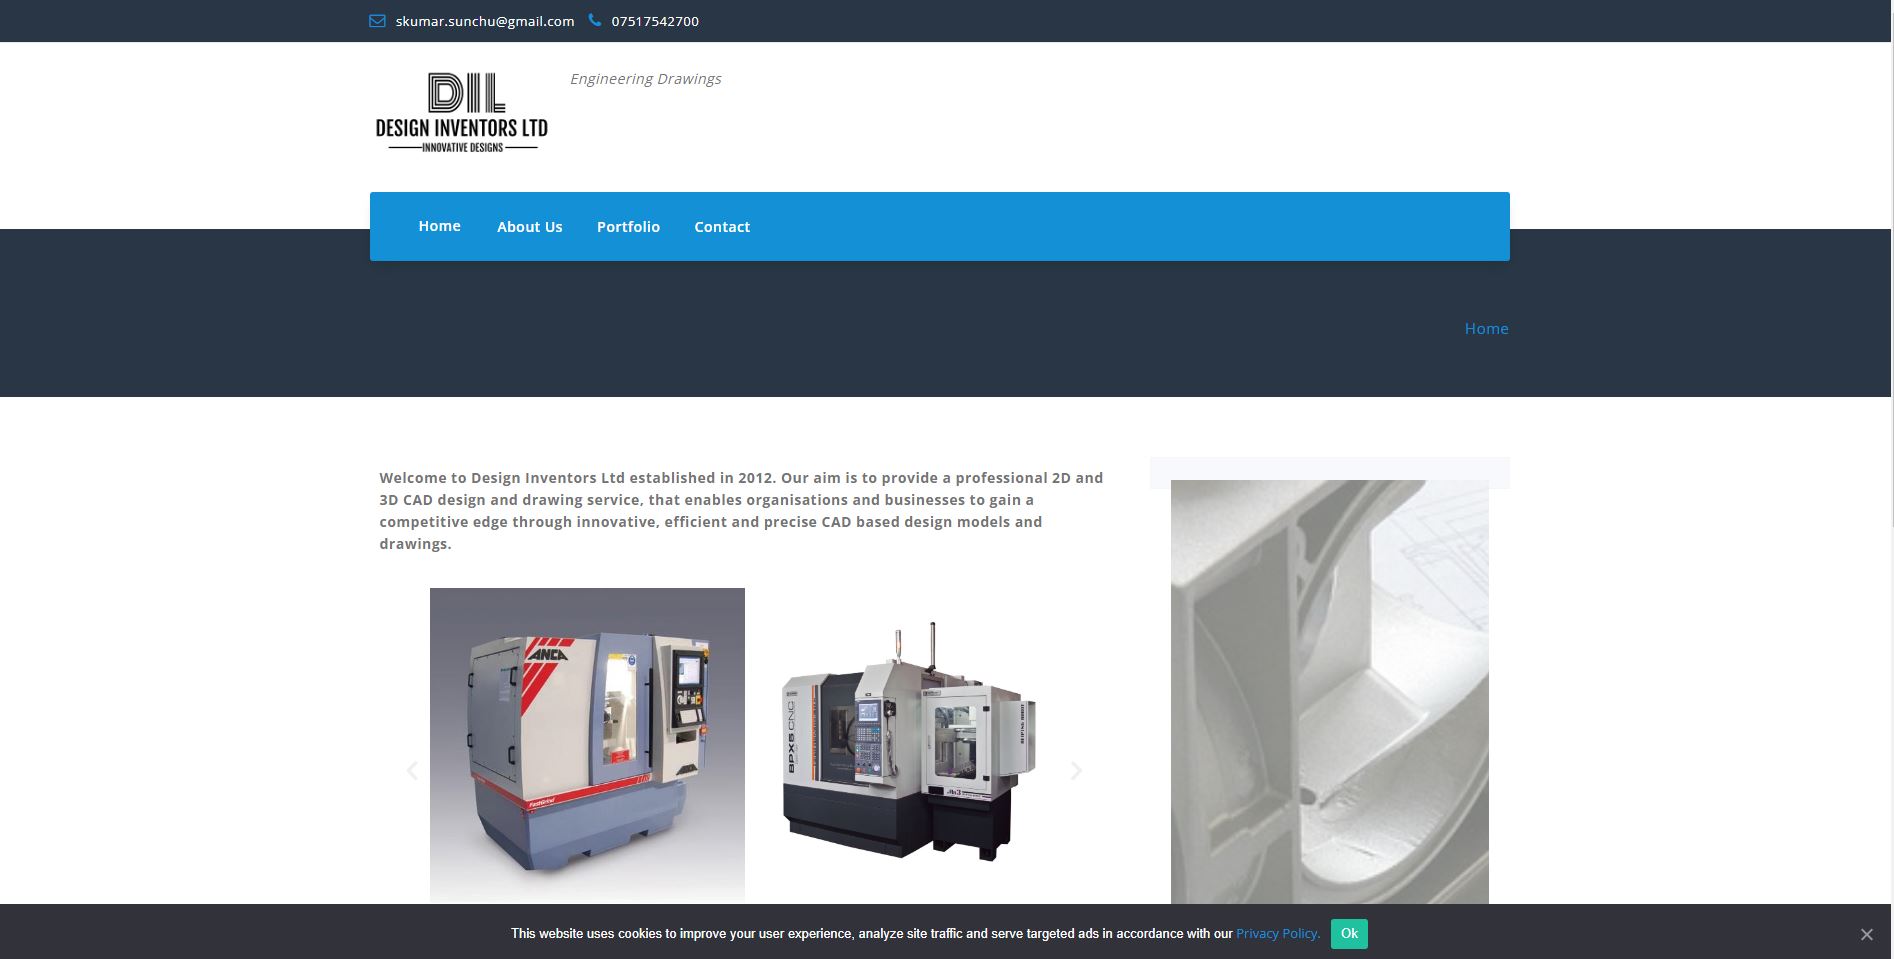 skumar.sunchu@gmail.com 07517542700
DIL
DESIGN INVENTORS LTD
INNOVATIVE DESIGNS
Engineering Drawings
Home About Us Portfolio Contact
Home
Welcome to Design Inventors Ltd established in 2012. Our aim is to provide a professional 2D and
3D CAD design and drawing service, that enables organisations and businesses to gain a
competitive edge through innovative, efficient and precise CAD based design models and
drawings.
ANCA
FastGrind
BPX5 CNC
This website uses cookies to improve your user experience, analyze site traffic and serve targeted ads in accordance with our Privacy Policy. Ok